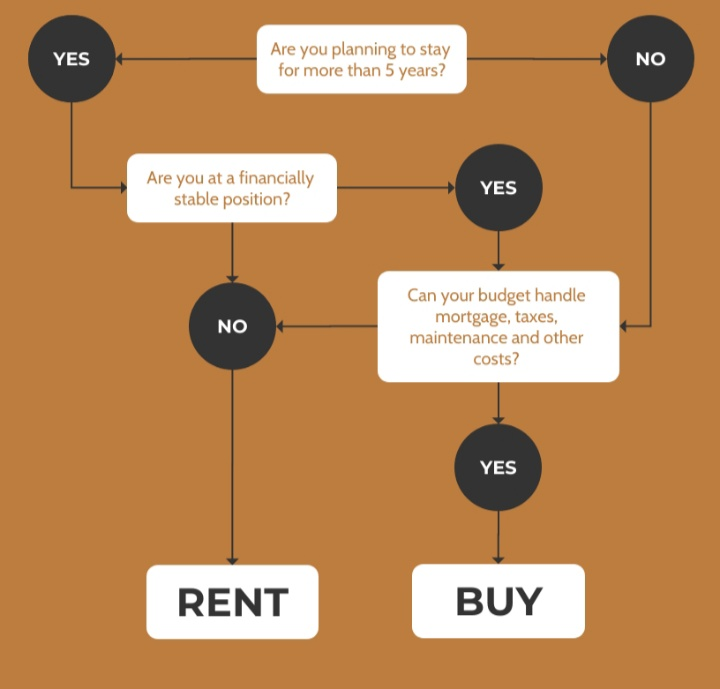 YES
Are you planning to stay
for more than 5 years?
NO
Are you at a financially
stable position?
YES
Can your budget handle
mortgage, taxes,
maintenance and other
costs?
NO
YES
RENT
BUY